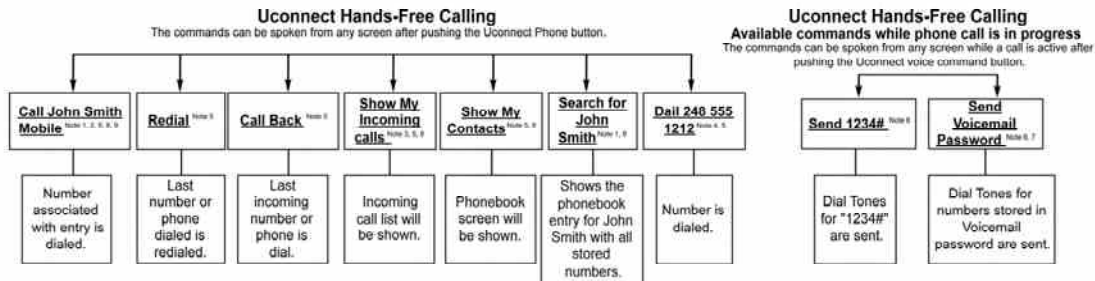 Uconnect Hands-Free Calling
The commands can be spoken from any screen after pushing the Uconnect Phone button.
Call John Smith
Mobile Note 1, 2, 5, 8, 9
Redial Note 5
Call Back Note 5
Show My
Incoming
calls Note 3, 5, 8
Show My
Contacts Note 5, 8
Search for
John
Smith Note 1, 8
Dail 248 555
1212 Note 4, 5
Number
associated
with entry is
dialed.
Last
number or
phone
dialed is
redialed.
Last
incoming
number or
phone is
dial.
Incoming
call list will
be shown.
Phonebook
screen will
be shown.
Shows the
phonebook
entry for John
Smith with all
stored
numbers.
Number is
dialed.
Uconnect Hands-Free Calling
Available commands while phone call is in progress
The commands can be spoken from any screen while a call is active after
pushing the Uconnect voice command button.
Send 1234# Note 6
Send
Voicemail
Password Note 6, 7
Dial Tones
for "1234#"
are sent.
Dial Tones for
numbers stored in
Voicemail
password are sent.